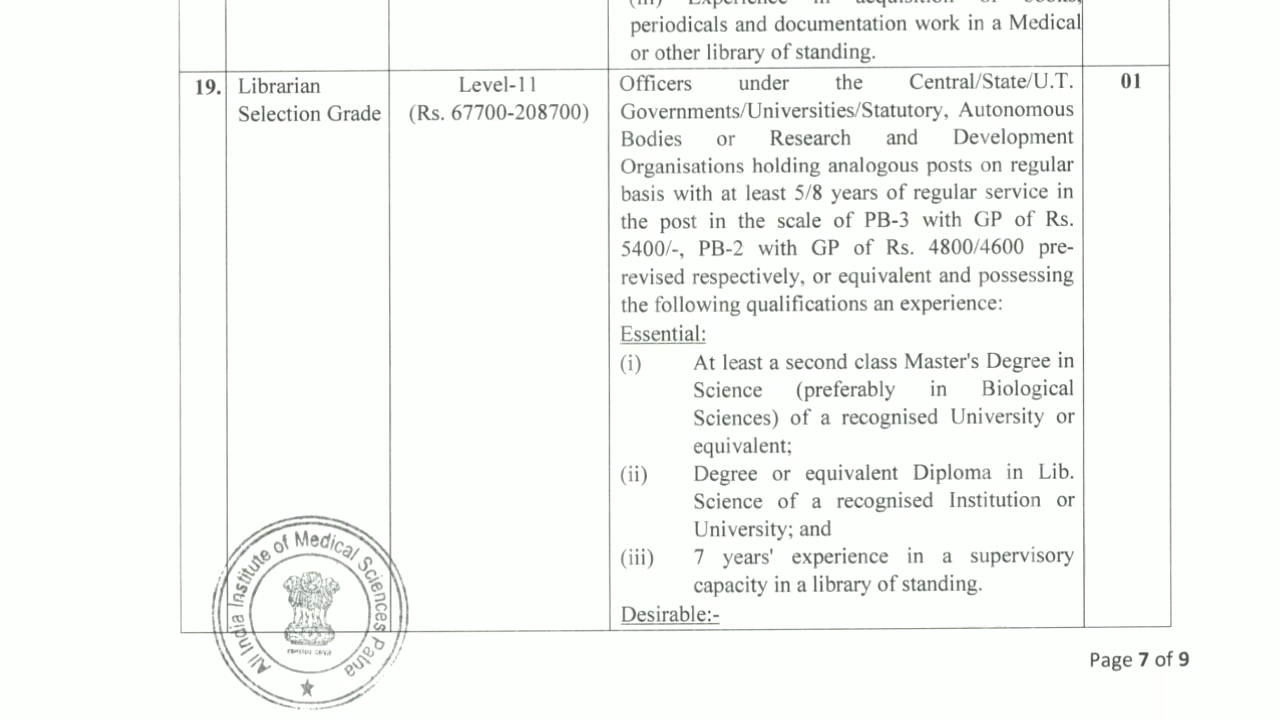 (iii) Experience in acquisition of books,
periodicals and documentation work in a Medical
or other library of standing.
19. Librarian Level-11 Officers under the Central/State/U.T. 01
Selection Grade (Rs. 67700-208700) Governments/Universities/Statutory, Autonomous
Bodies or Research and Development
Organisations holding analogous posts on regular
basis with at least 5/8 years of regular service in
the post in the scale of PB-3 with GP of Rs.
5400/-, PB-2 with GP of Rs. 4800/4600 pre-
revised respectively, or equivalent and possessing
the following qualifications an experience:
Essential:
(i) At least a second class Master's Degree in
Science (preferably in Biological
Sciences) of a recognised University or
equivalent;
(ii) Degree or equivalent Diploma in Lib.
Science of a recognised Institution or
University; and
(iii) 7 years' experience in a supervisory
capacity in a library of standing.
Desirable:-
All India Institute of Medical Sciences Patna
Page 7 of 9